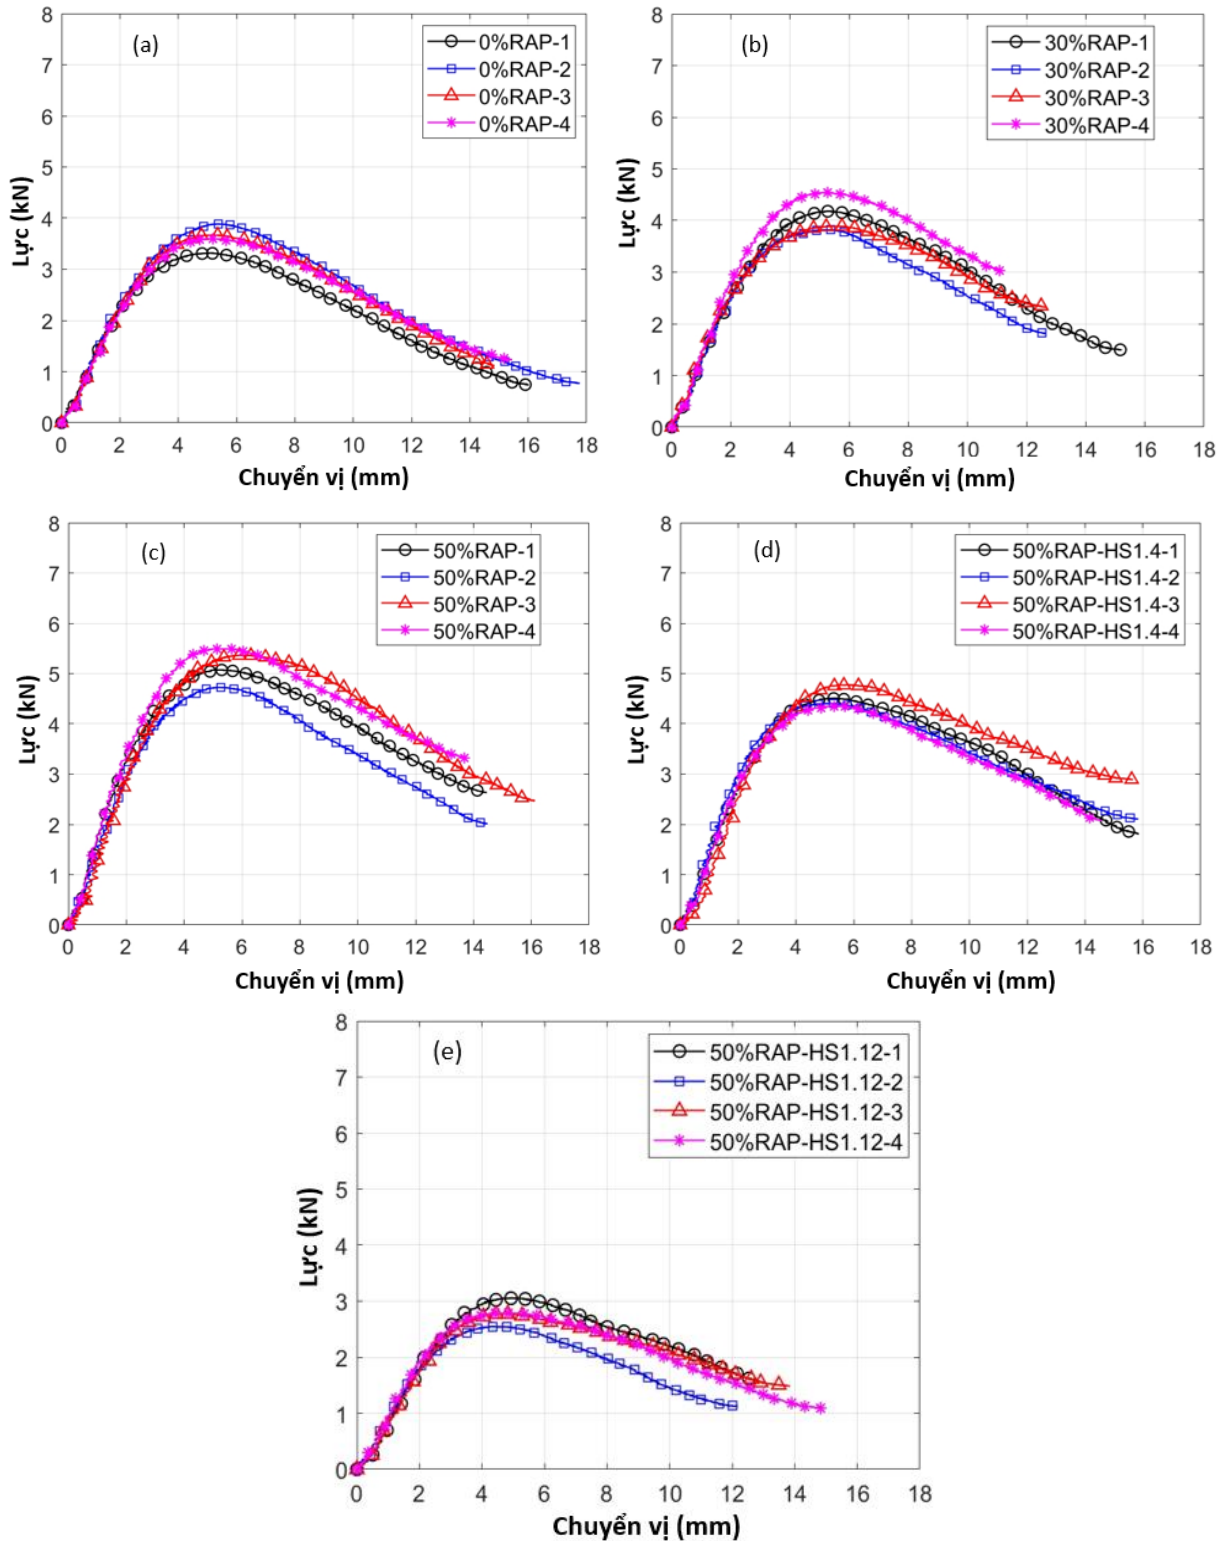 (a)
0%RAP-1
0%RAP-2
0%RAP-3
0%RAP-4
8
7
6
5
4
3
2
1
0
Lực (kN)
0 2 4 6 8 10 12 14 16 18
Chuyển vị (mm)
(b)
30%RAP-1
30%RAP-2
30%RAP-3
30%RAP-4
8
7
6
5
4
3
2
1
0
Lực (kN)
0 2 4 6 8 10 12 14 16 18
Chuyển vị (mm)
(c)
50%RAP-1
50%RAP-2
50%RAP-3
50%RAP-4
8
7
6
5
4
3
2
1
0
Lực (kN)
0 2 4 6 8 10 12 14 16 18
Chuyển vị (mm)
(d)
50%RAP-HS1.4-1
50%RAP-HS1.4-2
50%RAP-HS1.4-3
50%RAP-HS1.4-4
8
7
6
5
4
3
2
1
0
Lực (kN)
0 2 4 6 8 10 12 14 16 18
Chuyển vị (mm)
(e)
50%RAP-HS1.12-1
50%RAP-HS1.12-2
50%RAP-HS1.12-3
50%RAP-HS1.12-4
8
7
6
5
4
3
2
1
0
Lực (kN)
0 2 4 6 8 10 12 14 16 18
Chuyển vị (mm)